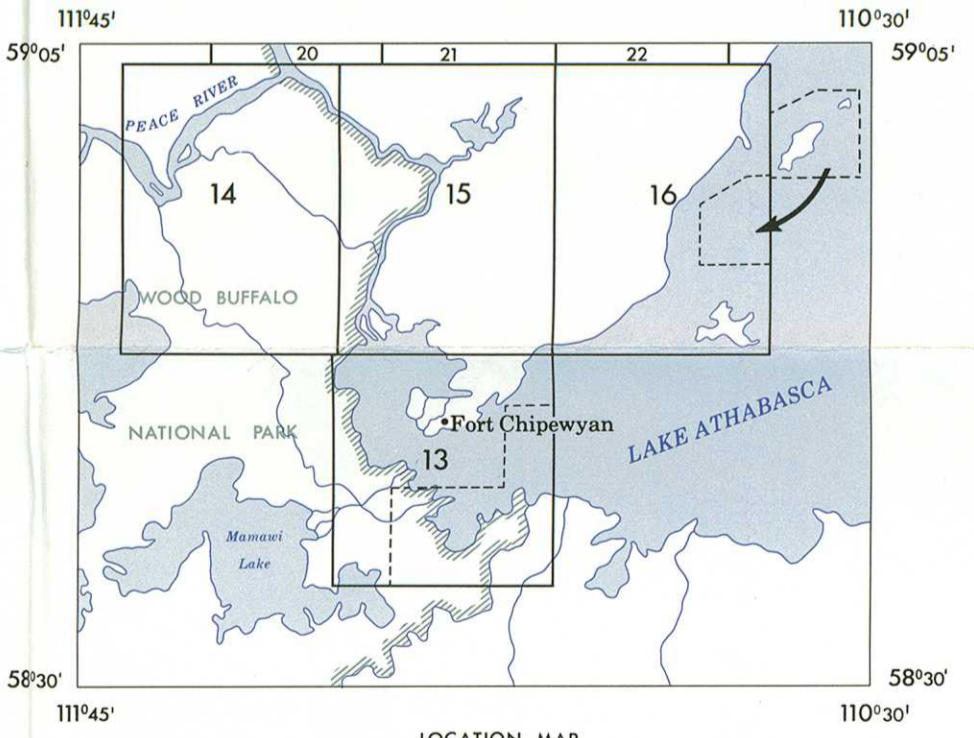 111°45'
110°30'
59°05'
20
21
22
59°05'
PEACE RIVER
14
15
16
WOOD BUFFALO
LAKE ATHABASCA
Fort Chipewyan
NATIONAL PARK
13
Mamawi
Lake
58°30'
58°30'
111°45'
110°30'
LOCATION MAP